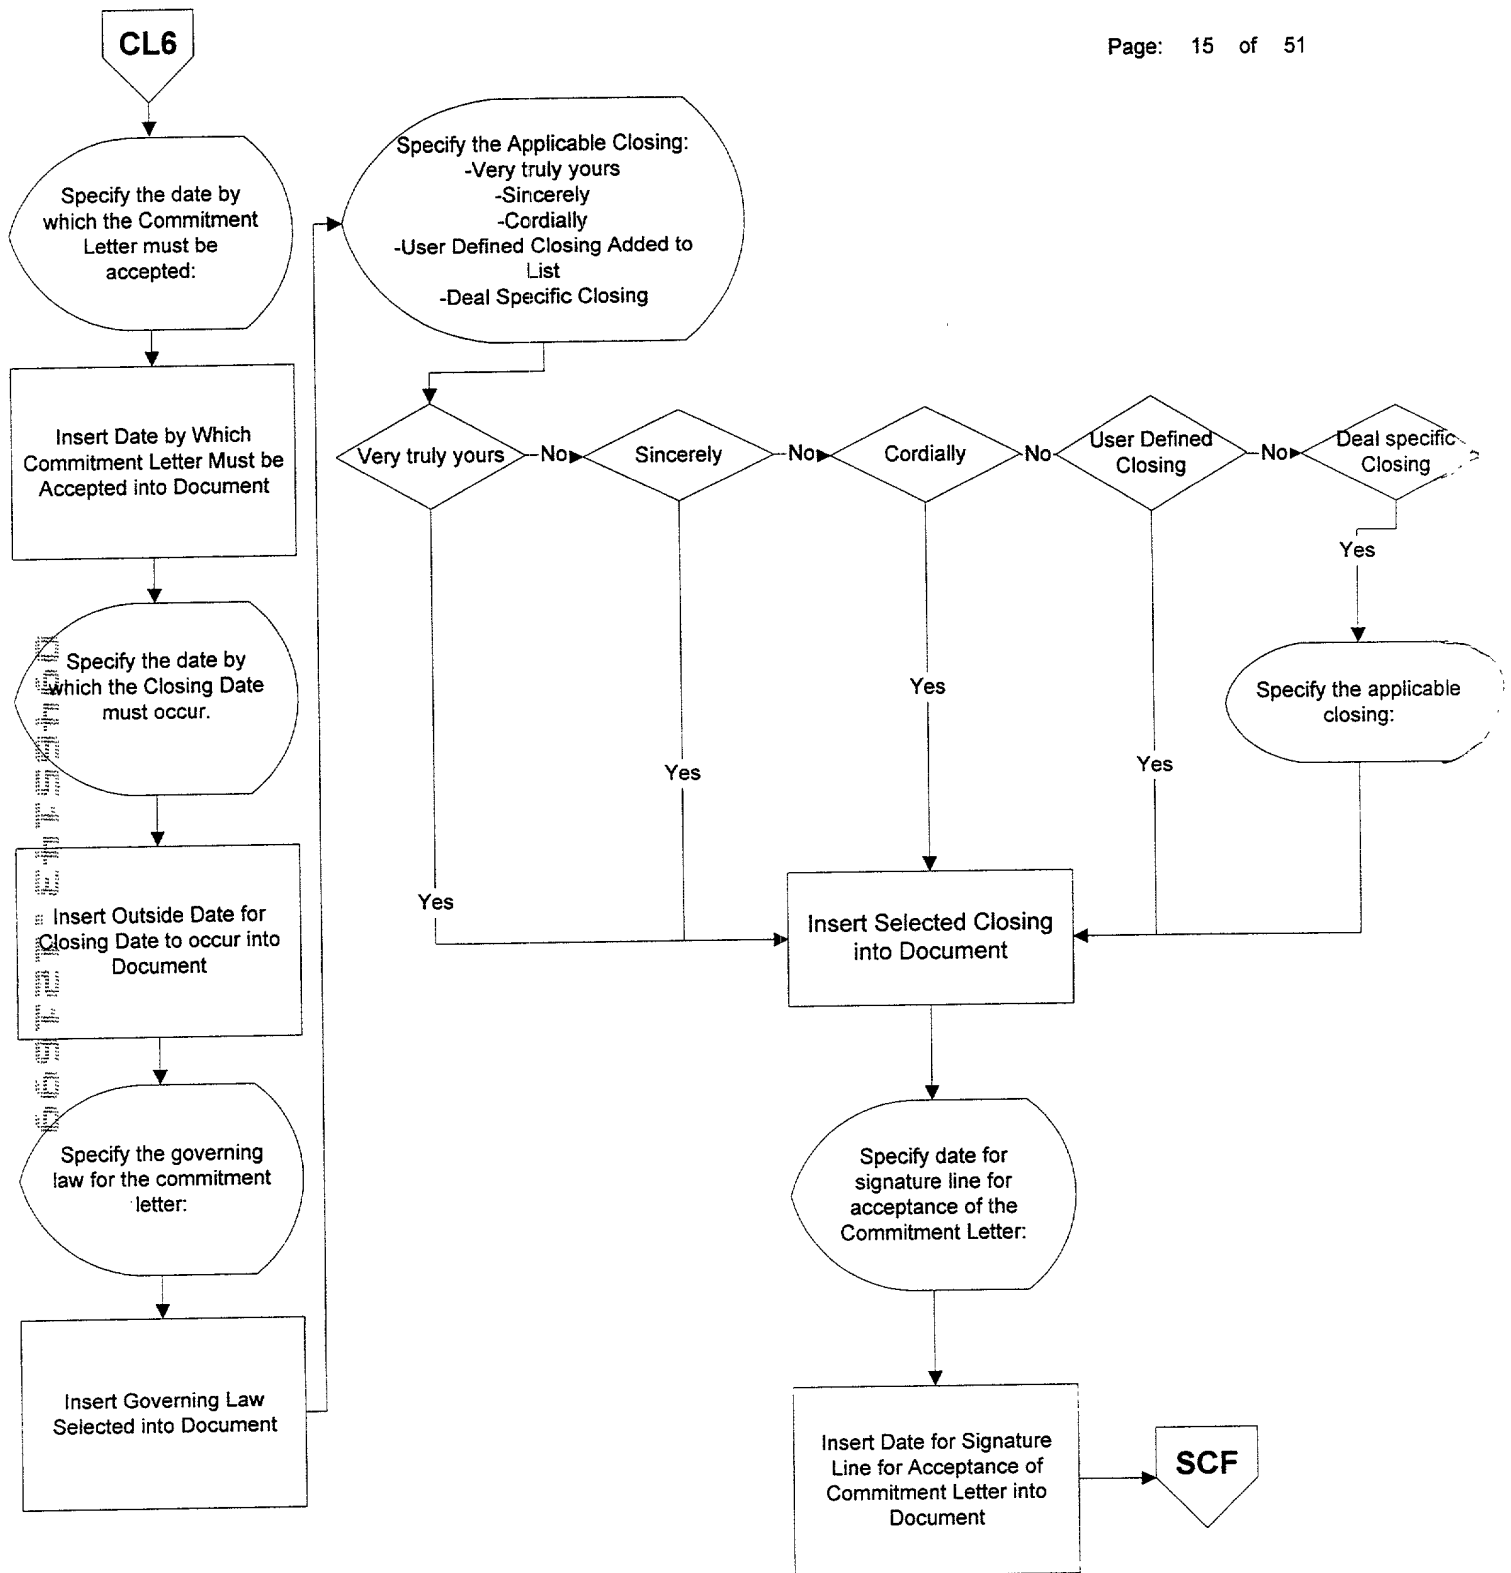 CL6
Page: 15 of 51
Specify the date by
which the Commitment
Letter must be
accepted:
Insert Date by Which
Commitment Letter Must be
Accepted into Document
Specify the date by
which the Closing Date
must occur.
Insert Outside Date for
Closing Date to occur into
Document
Specify the governing
law for the commitment
letter:
Insert Governing Law
Selected into Document
Specify the Applicable Closing:
-Very truly yours
-Sincerely
-Cordially
-User Defined Closing Added to
List
-Deal Specific Closing
Very truly yours
No
Sincerely
No
Cordially
No
User Defined
Closing
No
Deal specific
Closing
Yes
Yes
Yes
Yes
Yes
Specify the applicable
closing:
Insert Selected Closing
into Document
Specify date for
signature line for
acceptance of the
Commitment Letter:
Insert Date for Signature
Line for Acceptance of
Commitment Letter into
Document
SCF